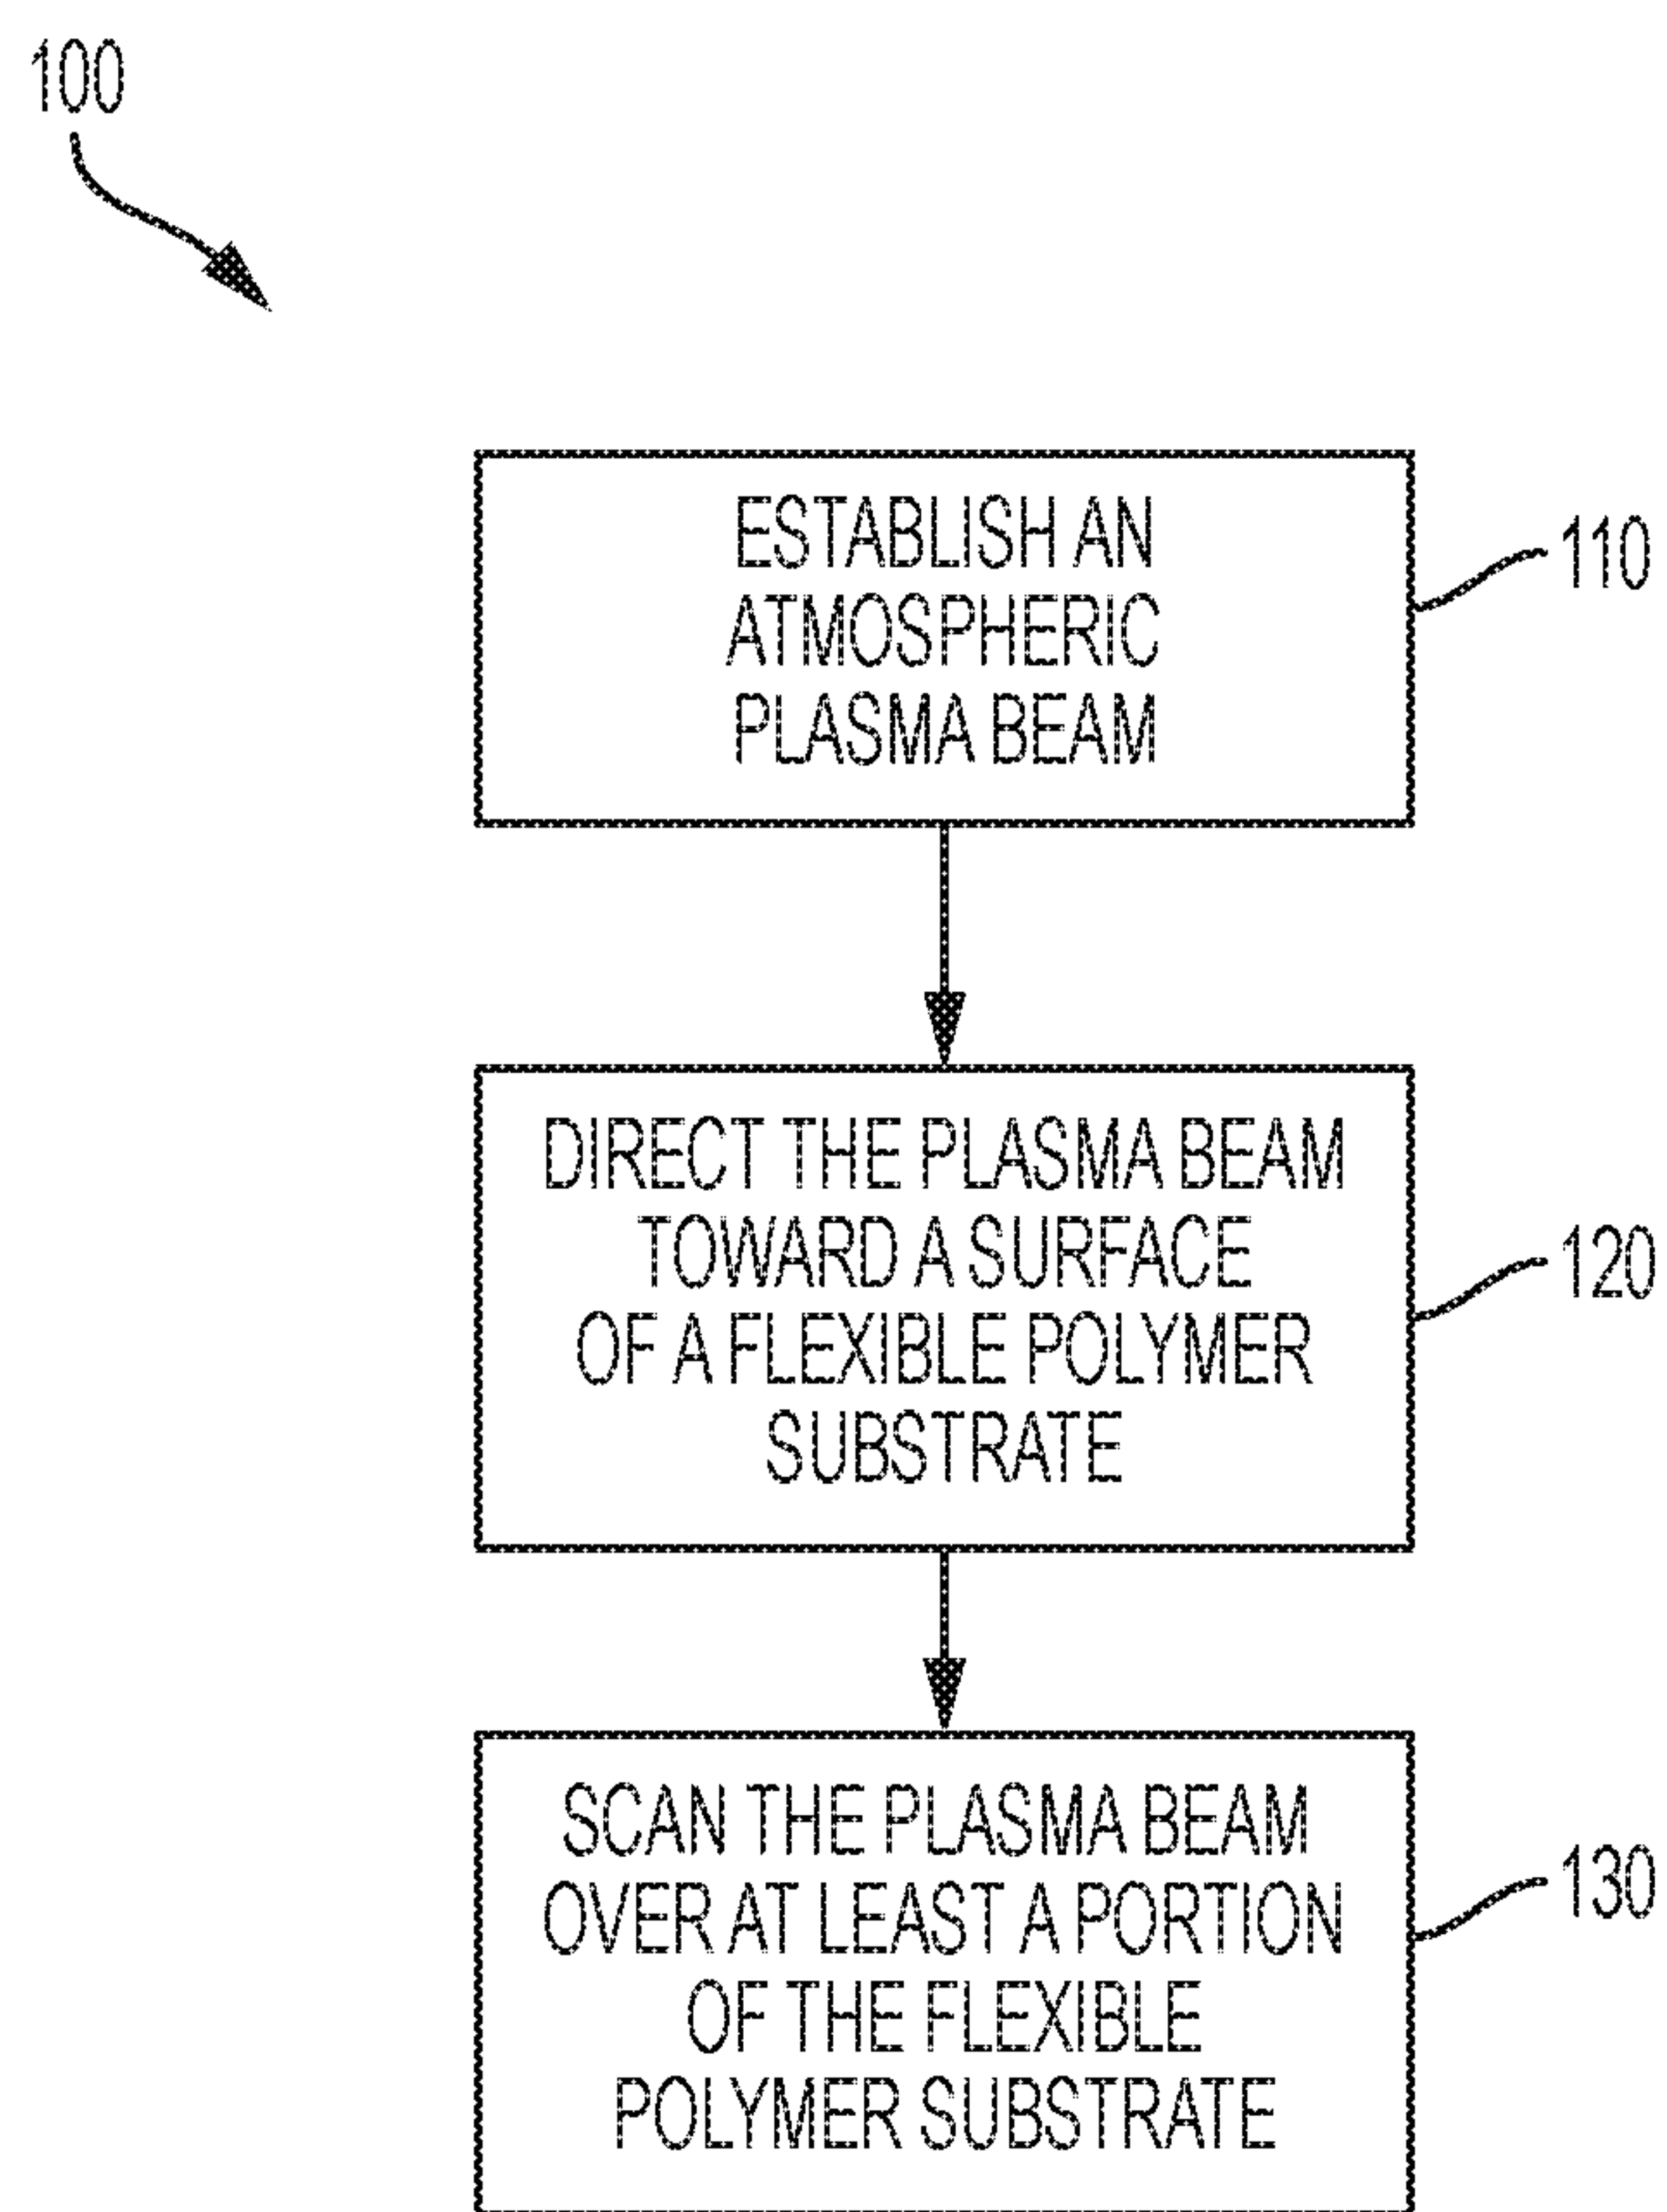 100
ESTABLISH AN
ATMOSPHERIC
PLASMA BEAM
110
DIRECT THE PLASMA BEAM
TOWARD A SURFACE
OF A FLEXIBLE POLYMER
SUBSTRATE
120
SCAN THE PLASMA BEAM
OVER AT LEAST A PORTION
OF THE FLEXIBLE
POLYMER SUBSTRATE
130